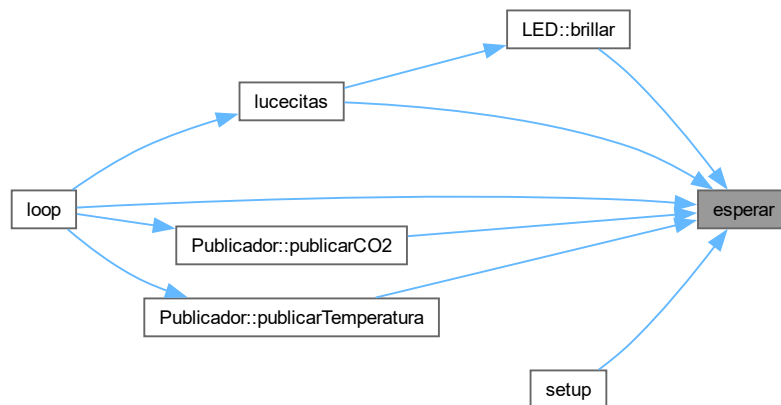 LED::brillar
lucecitas
loop
esperar
Publicador::publicarCO2
Publicador::publicarTemperatura
setup